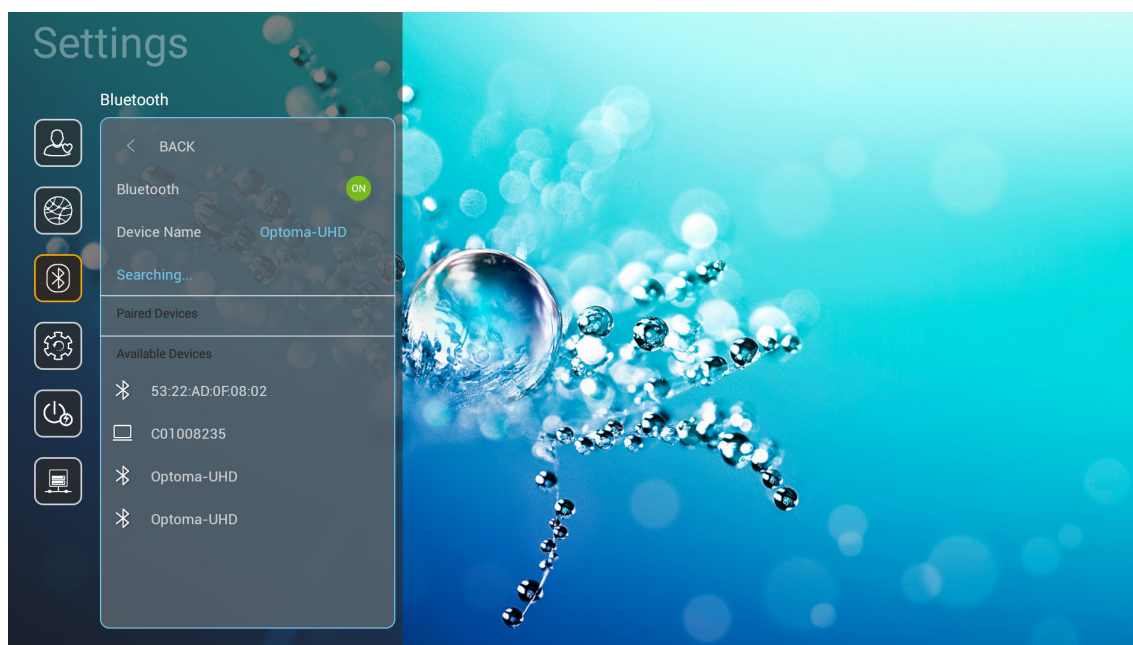 Settings
Bluetooth
BACK
Bluetooth ON
Device Name Optoma-UHD
Searching...
Paired Devices
Available Devices
53:22:AD:0F:08:02
C01008235
Optoma-UHD
Optoma-UHD